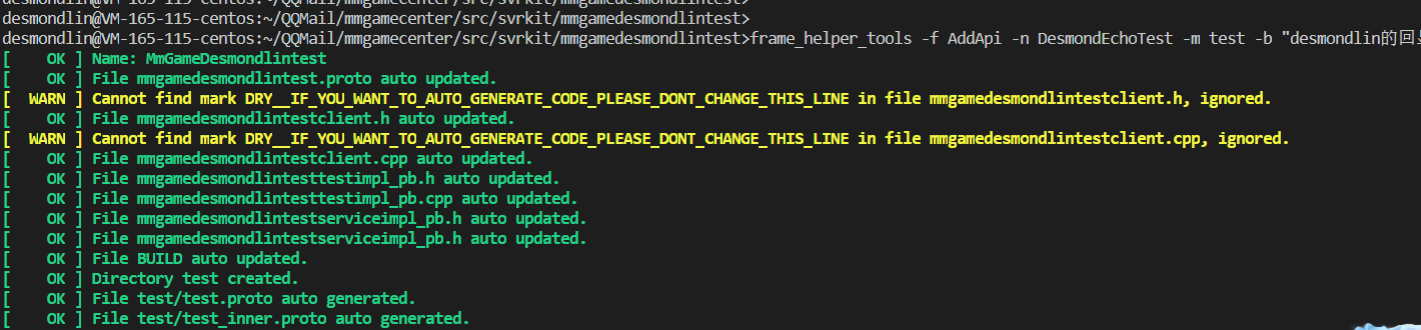 desmondlin@VM-165-115-centos:~/QQMail/mmgamecenter/src/svrkit/mmgamedesmondlintest>
desmondlin@VM-165-115-centos:~/QQMail/mmgamecenter/src/svrkit/mmgamedesmondlintest>
desmondlin@VM-165-115-centos:~/QQMail/mmgamecenter/src/svrkit/mmgamedesmondlintest>frame_helper_tools -f AddApi -n DesmondEchoTest -m test -b "desmondlin的回
[    OK ] Name: MmGameDesmondlintest
[    OK ] File mmgamedesmondlintest.proto auto updated.
[  WARN ] Cannot find mark DRY__IF_YOU_WANT_TO_AUTO_GENERATE_CODE_PLEASE_DONT_CHANGE_THIS_LINE in file mmgamedesmondlintestclient.h, ignored.
[    OK ] File mmgamedesmondlintestclient.h auto updated.
[  WARN ] Cannot find mark DRY__IF_YOU_WANT_TO_AUTO_GENERATE_CODE_PLEASE_DONT_CHANGE_THIS_LINE in file mmgamedesmondlintestclient.cpp, ignored.
[    OK ] File mmgamedesmondlintestclient.cpp auto updated.
[    OK ] File mmgamedesmondlintesttestimpl_pb.h auto updated.
[    OK ] File mmgamedesmondlintesttestimpl_pb.cpp auto updated.
[    OK ] File mmgamedesmondlintestserviceimpl_pb.h auto updated.
[    OK ] File mmgamedesmondlintestserviceimpl_pb.h auto updated.
[    OK ] File BUILD auto updated.
[    OK ] Directory test created.
[    OK ] File test/test.proto auto generated.
[    OK ] File test/test_inner.proto auto generated.